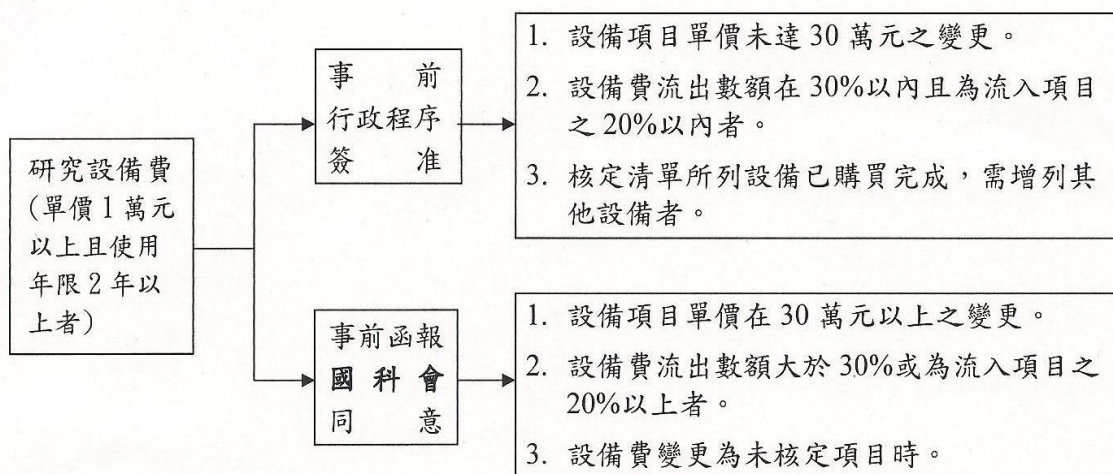 研究設備費
(單價1萬元
以上且使用
年限2年以
上者)
事前
行政程序
簽准
1. 設備項目單價未達30萬元之變更。
2. 設備費流出數額在30%以內且為流入項目
之20%以內者。
3. 核定清單所列設備已購買完成，需增列其
他設備者。
事前函報
國科會
同意
1. 設備項目單價在30萬元以上之變更。
2. 設備費流出數額大於30%或為流入項目之
20%以上者。
3. 設備費變更為未核定項目時。